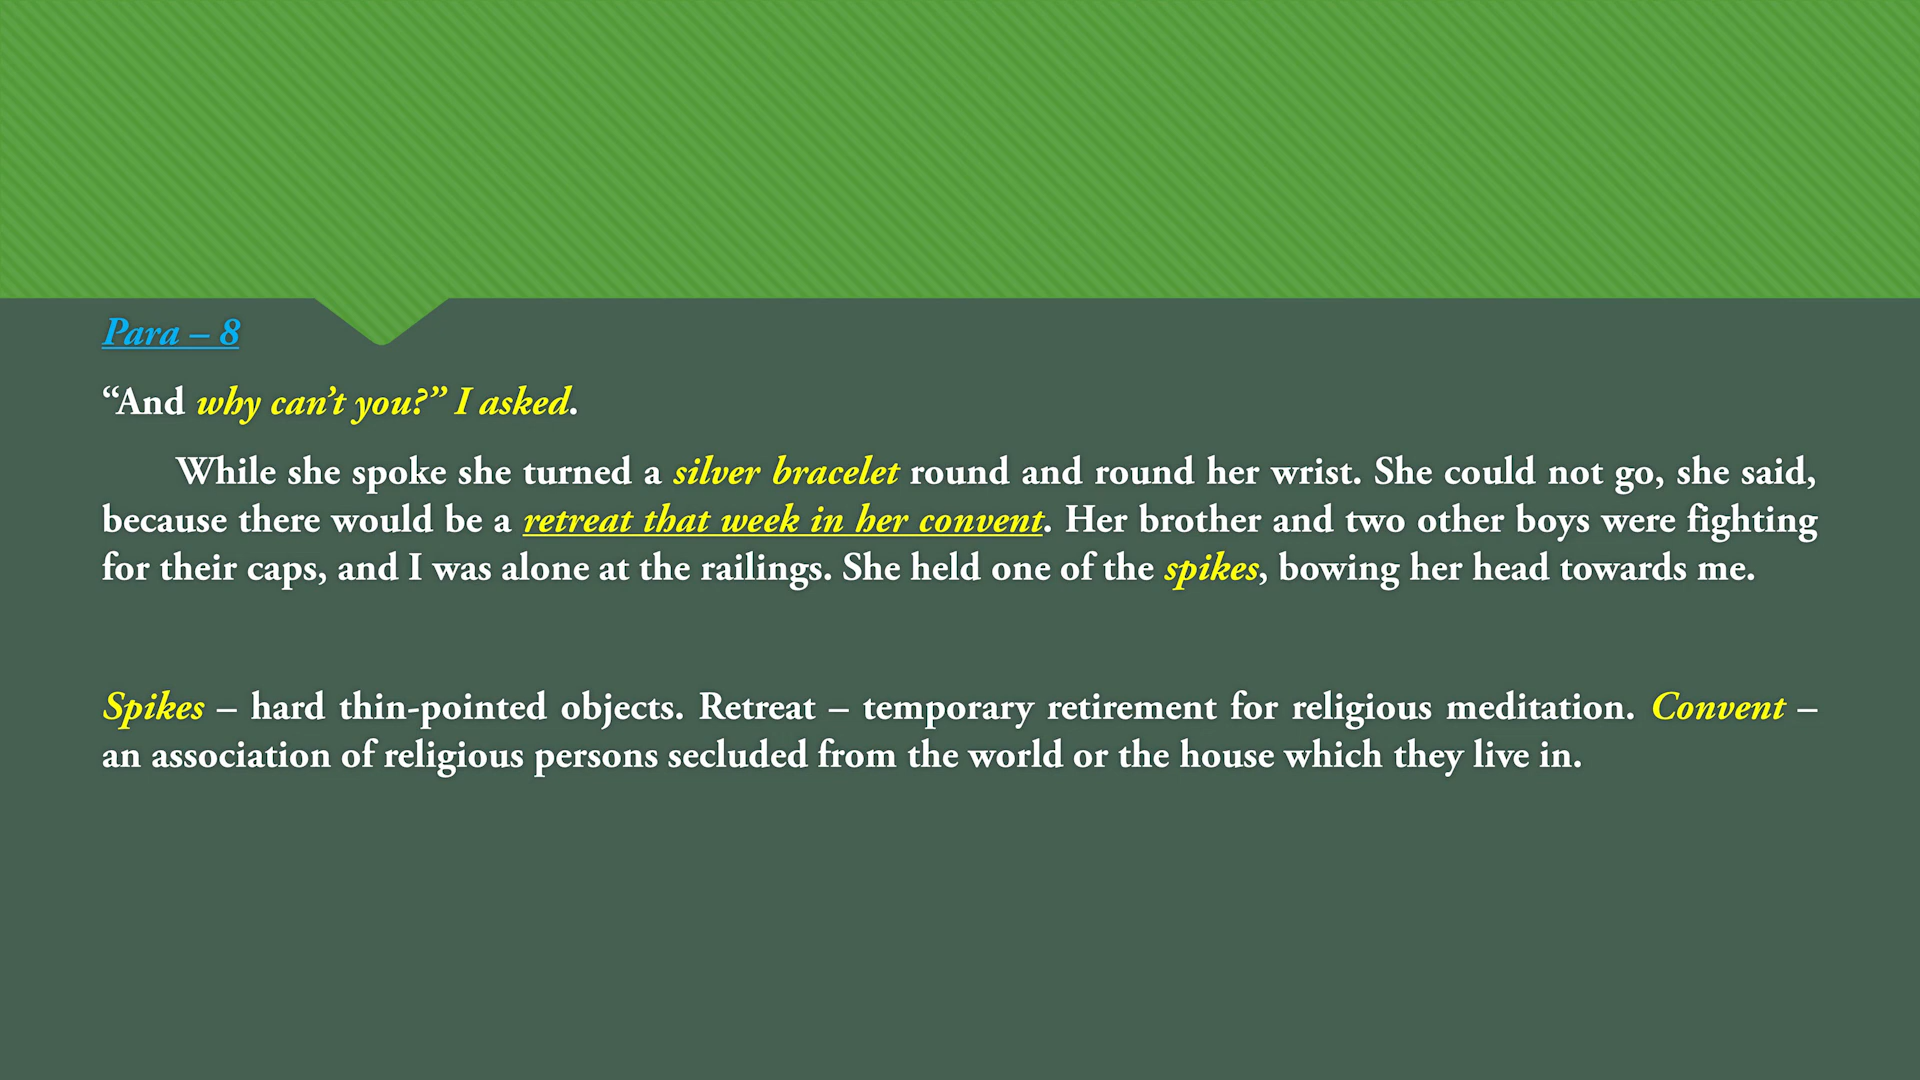 Para – 8
“And why can’t you?” I asked.
While she spoke she turned a silver bracelet round and round her wrist. She could not go, she said,
because there would be a retreat that week in her convent. Her brother and two other boys were fighting
for their caps, and I was alone at the railings. She held one of the spikes, bowing her head towards me.
Spikes – hard thin-pointed objects. Retreat – temporary retirement for religious meditation. Convent –
an association of religious persons secluded from the world or the house which they live in.